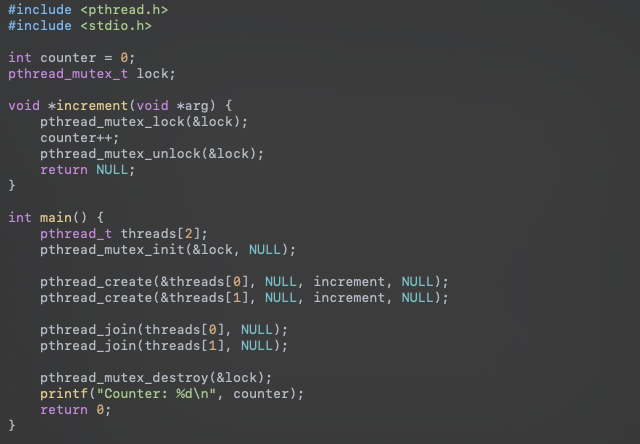 #include <pthread.h>
#include <stdio.h>

int counter = 0;
pthread_mutex_t lock;

void *increment(void *arg) {
    pthread_mutex_lock(&lock);
    counter++;
    pthread_mutex_unlock(&lock);
    return NULL;
}

int main() {
    pthread_t threads[2];
    pthread_mutex_init(&lock, NULL);

    pthread_create(&threads[0], NULL, increment, NULL);
    pthread_create(&threads[1], NULL, increment, NULL);

    pthread_join(threads[0], NULL);
    pthread_join(threads[1], NULL);

    pthread_mutex_destroy(&lock);
    printf("Counter: %d\n", counter);
    return 0;
}